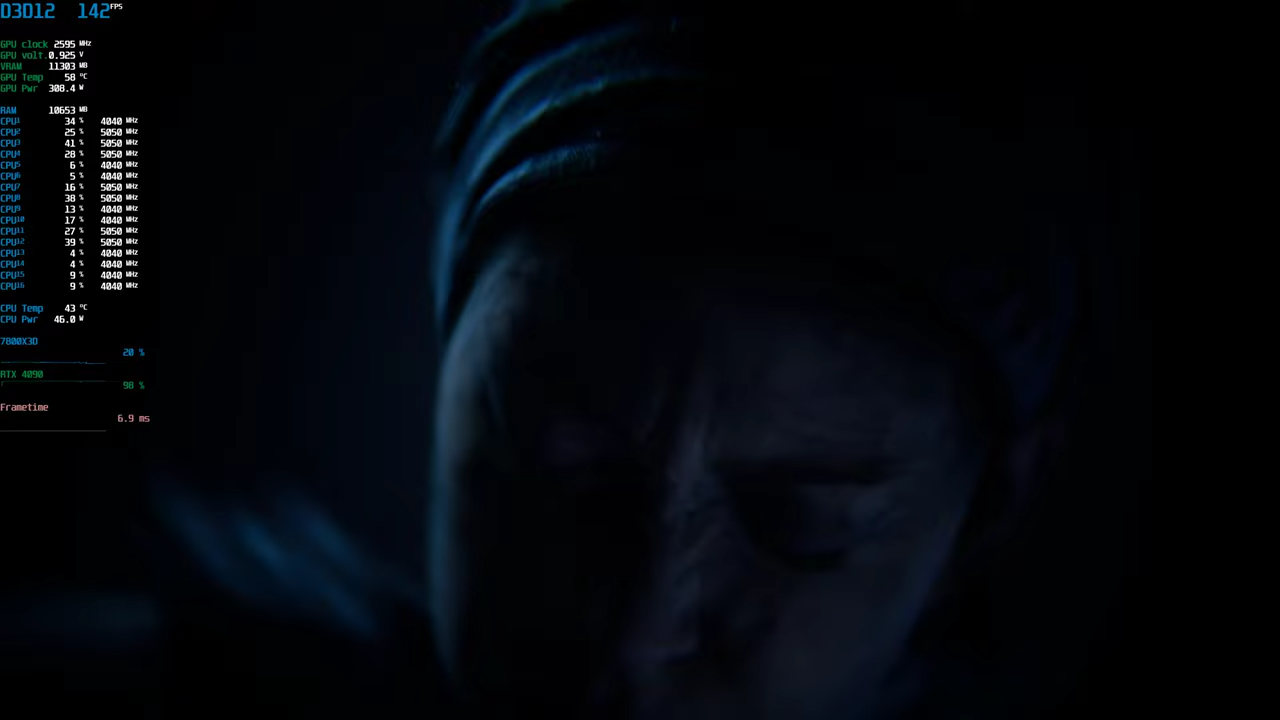 D3D12 142FPS
GPU clock 2595 MHz
GPU volt. 0.925 V
VRAM 11303 MB
GPU Temp 58 °C
GPU Pwr 308.4 W
RAM 10653 MB
CPU1 34 % 4040 MHz
CPU2 25 % 5050 MHz
CPU3 41 % 5050 MHz
CPU4 28 % 5050 MHz
CPU5 6 % 4040 MHz
CPU6 5 % 4040 MHz
CPU7 16 % 5050 MHz
CPU8 38 % 5050 MHz
CPU9 13 % 4040 MHz
CPU10 17 % 4040 MHz
CPU11 27 % 5050 MHz
CPU12 39 % 5050 MHz
CPU13 4 % 4040 MHz
CPU14 4 % 4040 MHz
CPU15 9 % 4040 MHz
CPU16 9 % 4040 MHz
CPU Temp 43 °C
CPU Pwr 46.0 W
7800X3D
20 %
RTX 4090
98 %
Frametime
6.9 ms